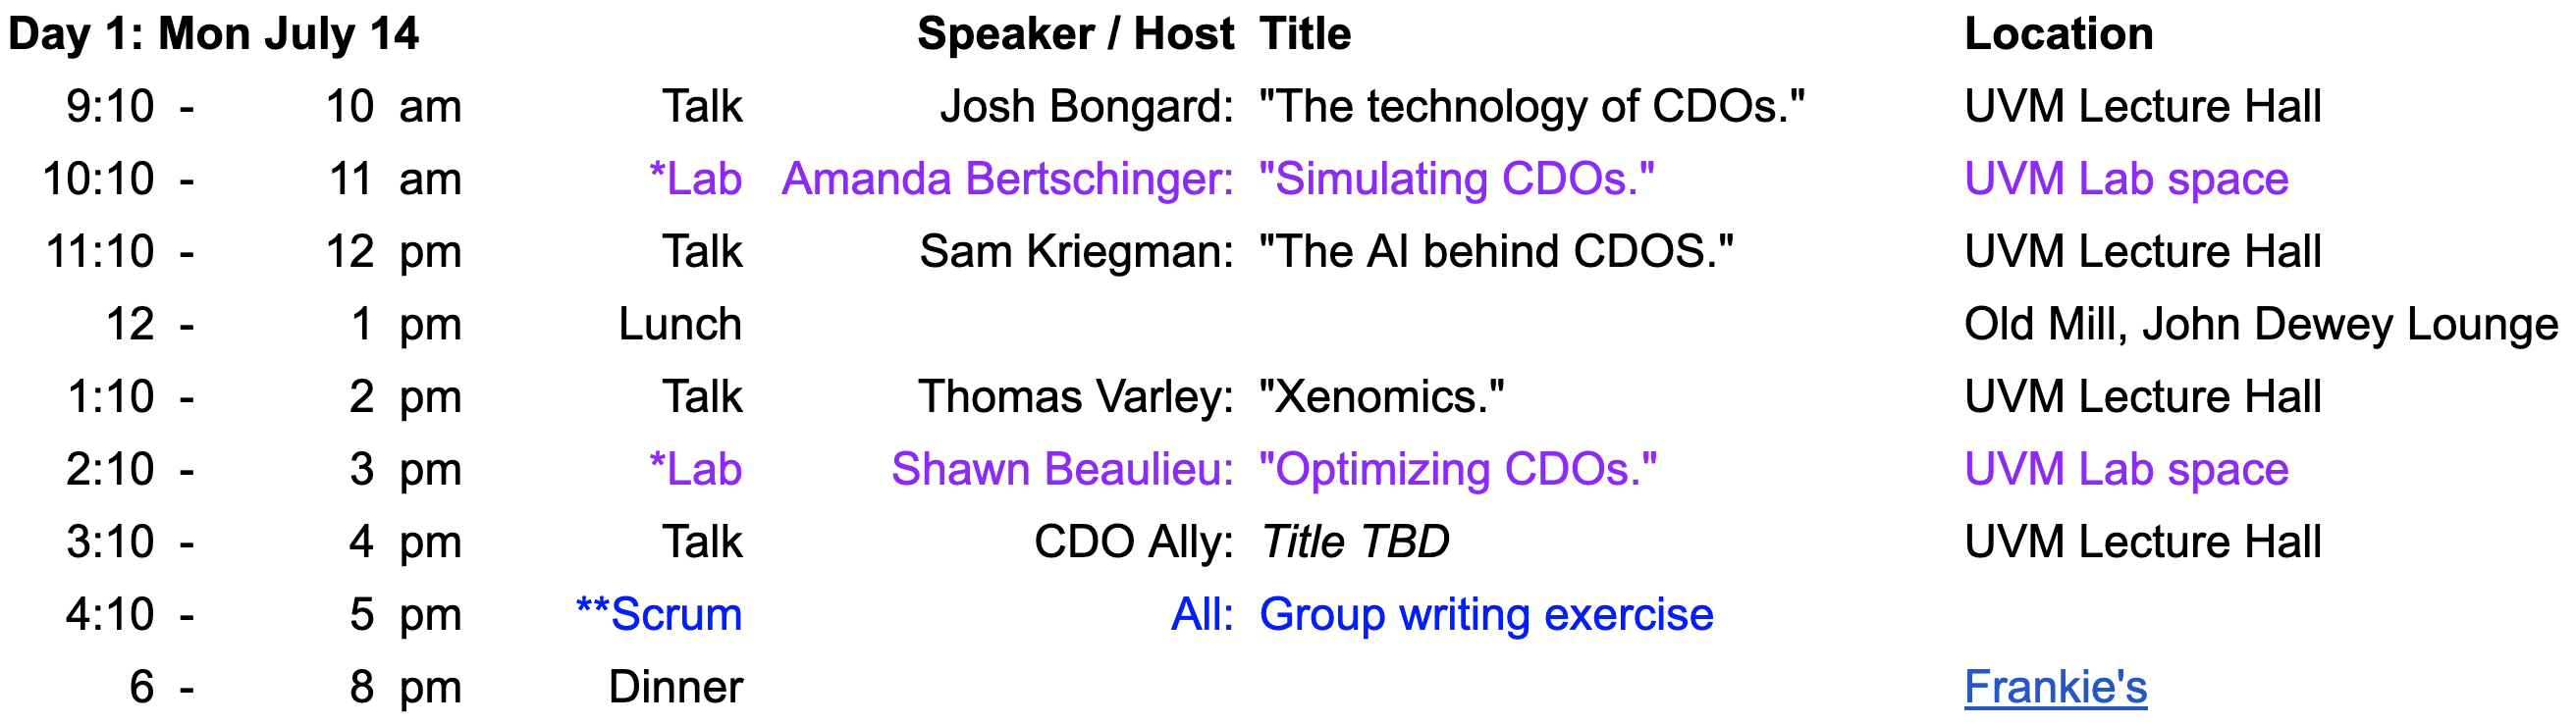 Day 1: Mon July 14 Speaker / Host Title Location
9:10 - 10 am Talk Josh Bongard: "The technology of CDOs." UVM Lecture Hall
10:10 - 11 am *Lab Amanda Bertschinger: "Simulating CDOs." UVM Lab space
11:10 - 12 pm Talk Sam Kriegman: "The AI behind CDOS." UVM Lecture Hall
12 - 1 pm Lunch Old Mill, John Dewey Lounge
1:10 - 2 pm Talk Thomas Varley: "Xenomics." UVM Lecture Hall
2:10 - 3 pm *Lab Shawn Beaulieu: "Optimizing CDOs." UVM Lab space
3:10 - 4 pm Talk CDO Ally: Title TBD UVM Lecture Hall
4:10 - 5 pm **Scrum All: Group writing exercise
6 - 8 pm Dinner Frankie's